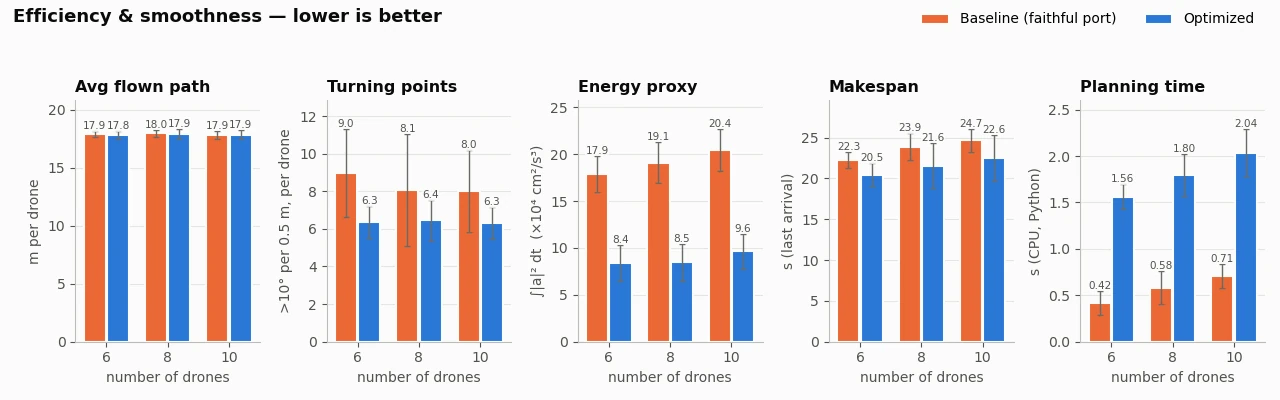 Efficiency & smoothness — lower is better
Baseline (faithful port) Optimized
Avg flown path
m per drone
20
15
10
5
0
17.9 17.8 18.0 17.9 17.9 17.9
6 8 10
number of drones
Turning points
>10° per 0.5 m, per drone
12
10
8
6
4
2
0
9.0 6.3 8.1 6.4 8.0 6.3
6 8 10
number of drones
Energy proxy
∫|a|² dt (×10⁴ cm²/s³)
25
20
15
10
5
0
17.9 8.4 19.1 8.5 20.4 9.6
6 8 10
number of drones
Makespan
s (last arrival)
25
20
15
10
5
0
22.3 20.5 23.9 21.6 24.7 22.6
6 8 10
number of drones
Planning time
s (CPU, Python)
2.5
2.0
1.5
1.0
0.5
0.0
0.42 1.56 0.58 1.80 0.71 2.04
6 8 10
number of drones